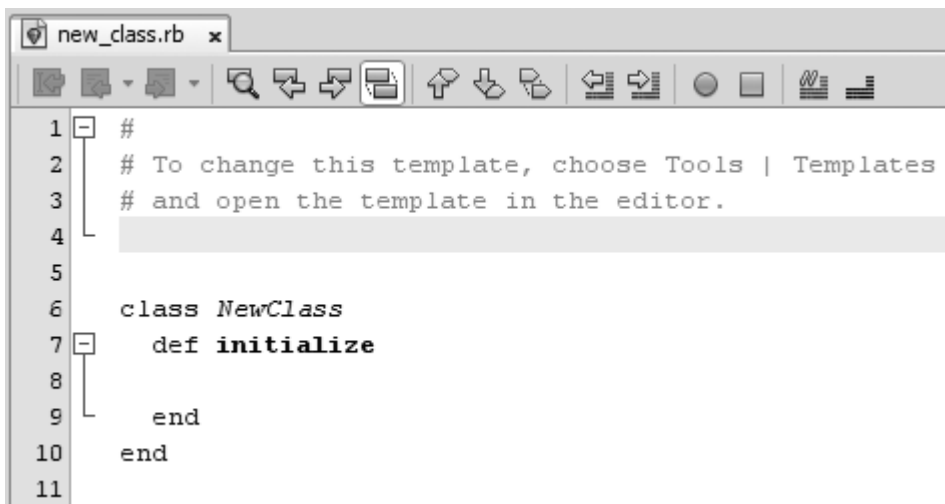 new_class.rb x
1 #
2 # To change this template, choose Tools | Templates
3 # and open the template in the editor.
4
5
6 class NewClass
7 def initialize
8
9 end
10 end
11